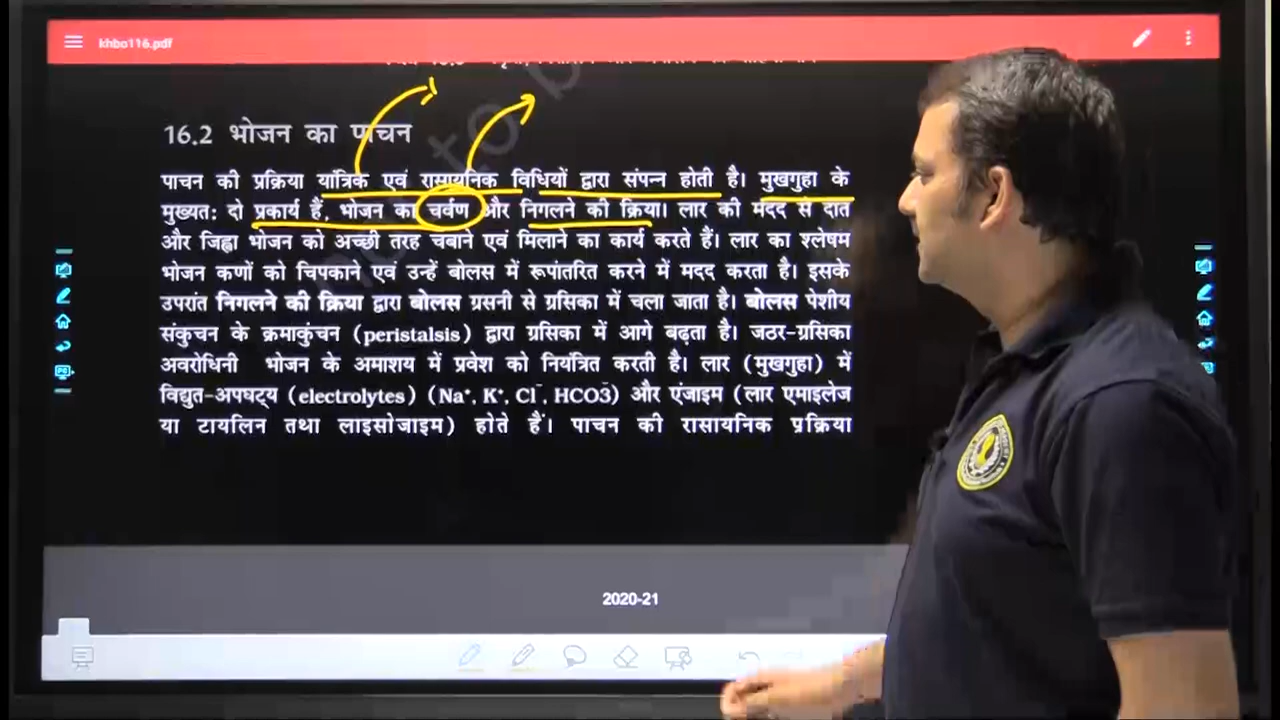 khbo116.pdf
16.2 भोजन का पाचन
पाचन की प्रक्रिया यांत्रिक एवं रासायनिक विधियों द्वारा संपन्न होती है। मुखगुहा के
मुख्यत: दो प्रकार्य हैं, भोजन का चर्वण और निगलने की क्रिया। लार की मदद से दांत
और जिह्वा भोजन को अच्छी तरह चबाने एवं मिलाने का कार्य करते हैं। लार का श्लेषम
भोजन कणों को चिपकाने एवं उन्हें बोलस में रूपांतरित करने में मदद करता है। इसके
उपरांत निगलने की क्रिया द्वारा बोलस ग्रसनी से ग्रसिका में चला जाता है। बोलस पेशीय
संकुचन के क्रमाकुंचन (peristalsis) द्वारा ग्रसिका में आगे बढ़ता है। जठर-ग्रसिका
अवरोधिनी भोजन के अमाशय में प्रवेश को नियंत्रित करती है। लार (मुखगुहा) में
विद्युत-अपघट्य (electrolytes) (Na⁺, K⁺, Cl⁻, HCO3̄) और एंजाइम (लार एमाइलेज
या टायलिन तथा लाइसोजाइम) होते हैं। पाचन की रासायनिक प्रक्रिया
2020-21